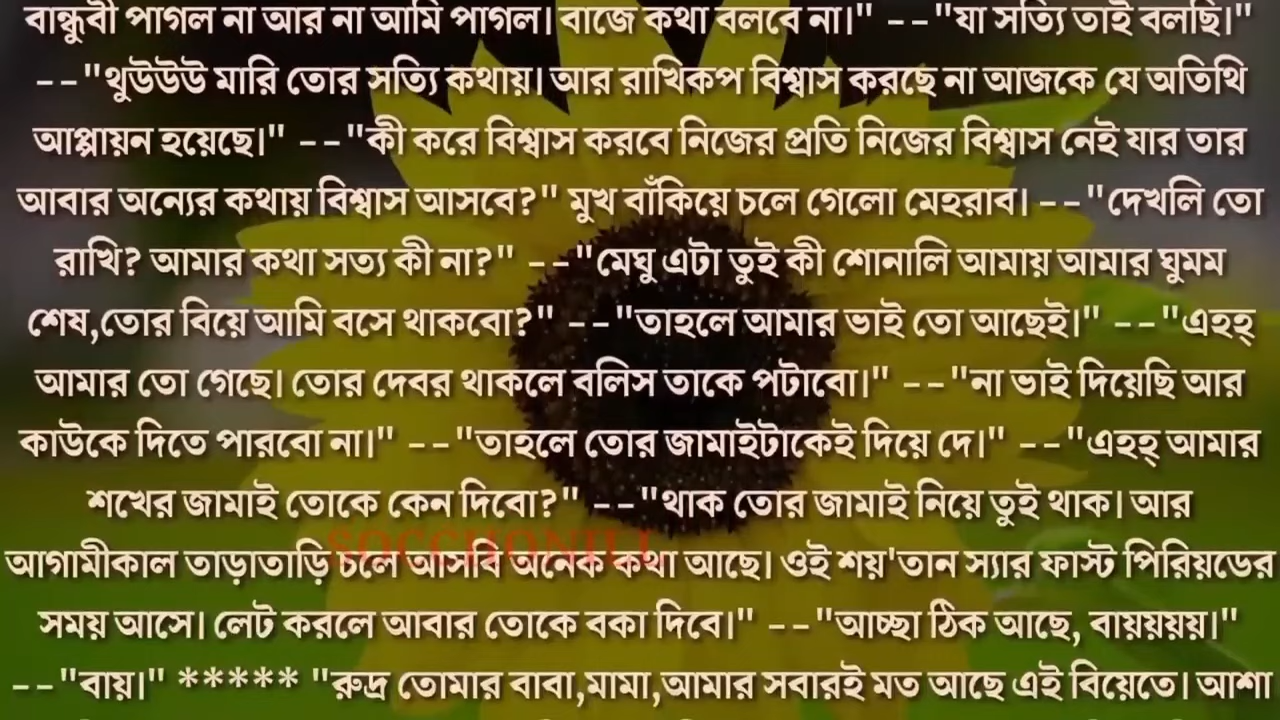 বান্ধুবী পাগল না আর না আমি পাগল। বাজে কথা বলবে না।" --"যা সত্যি তাই বলছি।"
--"থুউউউ মারি তোর সত্যি কথায়। আর রাখিকপ বিশ্বাস করছে না আজকে যে অতিথি
আপ্পায়ন হয়েছে।" --"কী করে বিশ্বাস করবে নিজের প্রতি নিজের বিশ্বাস নেই যার তার
আবার অন্যের কথায় বিশ্বাস আসবে?" মুখ বাঁকিয়ে চলে গেলো মেহরাব। --"দেখলি তো
রাখি? আমার কথা সত্য কী না?" --"মেঘু এটা তুই কী শোনালি আমায় আমার ঘুমম
শেষ,তোর বিয়ে আমি বসে থাকবো?" --"তাহলে আমার ভাই তো আছেই।" --"এহহ্
আমার তো গেছে। তোর দেবর থাকলে বলিস তাকে পটাবো।" --"না ভাই দিয়েছি আর
কাউকে দিতে পারবো না।" --"তাহলে তোর জামাইটাকেই দিয়ে দে।" --"এহহ্ আমার
শখের জামাই তোকে কেন দিবো?" --"থাক তোর জামাই নিয়ে তুই থাক। আর
আগামীকাল তাড়াতাড়ি চলে আসবি অনেক কথা আছে। ওই শয়'তান স্যার ফাস্ট পিরিয়ডের
SOCCHONILL
সময় আসে। লেট করলে আবার তোকে বকা দিবে।" --"আচ্ছা ঠিক আছে, বায়য়য়য়।"
--"বায়।" ***** "রুদ্র তোমার বাবা,মামা,আমার সবারই মত আছে এই বিয়েতে। আশা